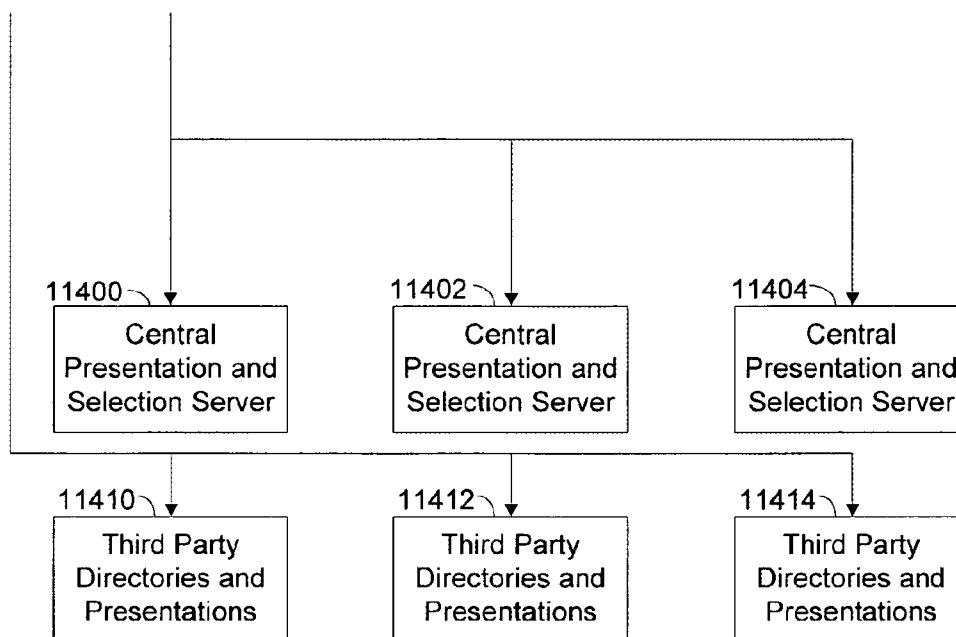 11400
Central
Presentation and
Selection Server
11402
Central
Presentation and
Selection Server
11404
Central
Presentation and
Selection Server
11410
Third Party
Directories and
Presentations
11412
Third Party
Directories and
Presentations
11414
Third Party
Directories and
Presentations